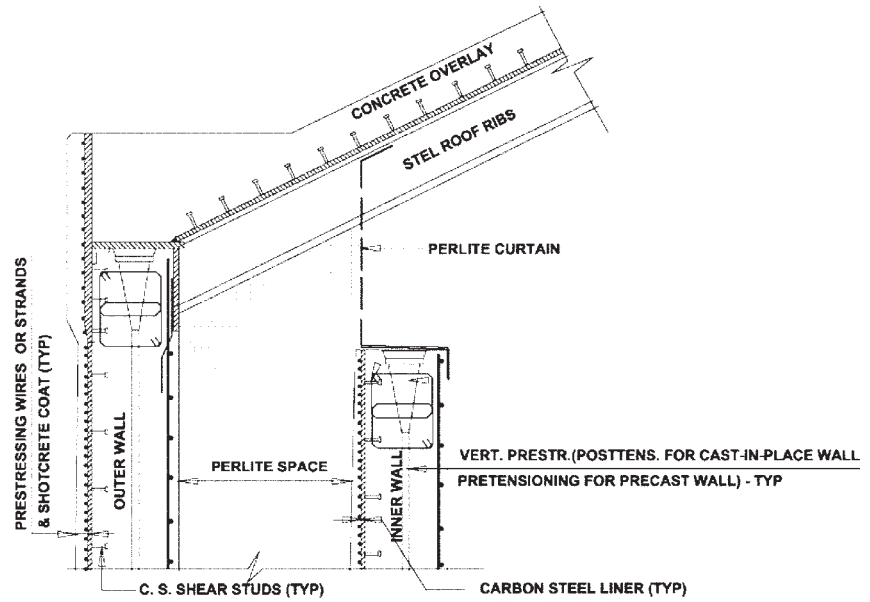 CONCRETE OVERLAY
STEL ROOF RIBS
PERLITE CURTAIN
PRESTRESSING WIRES OR STRANDS
& SHOTCRETE COAT (TYP)
OUTER WALL
PERLITE SPACE
INNER WALL
VERT. PRESTR.(POSTTENS. FOR CAST-IN-PLACE WALL
PRETENSIONING FOR PRECAST WALL) - TYP
C. S. SHEAR STUDS (TYP)
CARBON STEEL LINER (TYP)